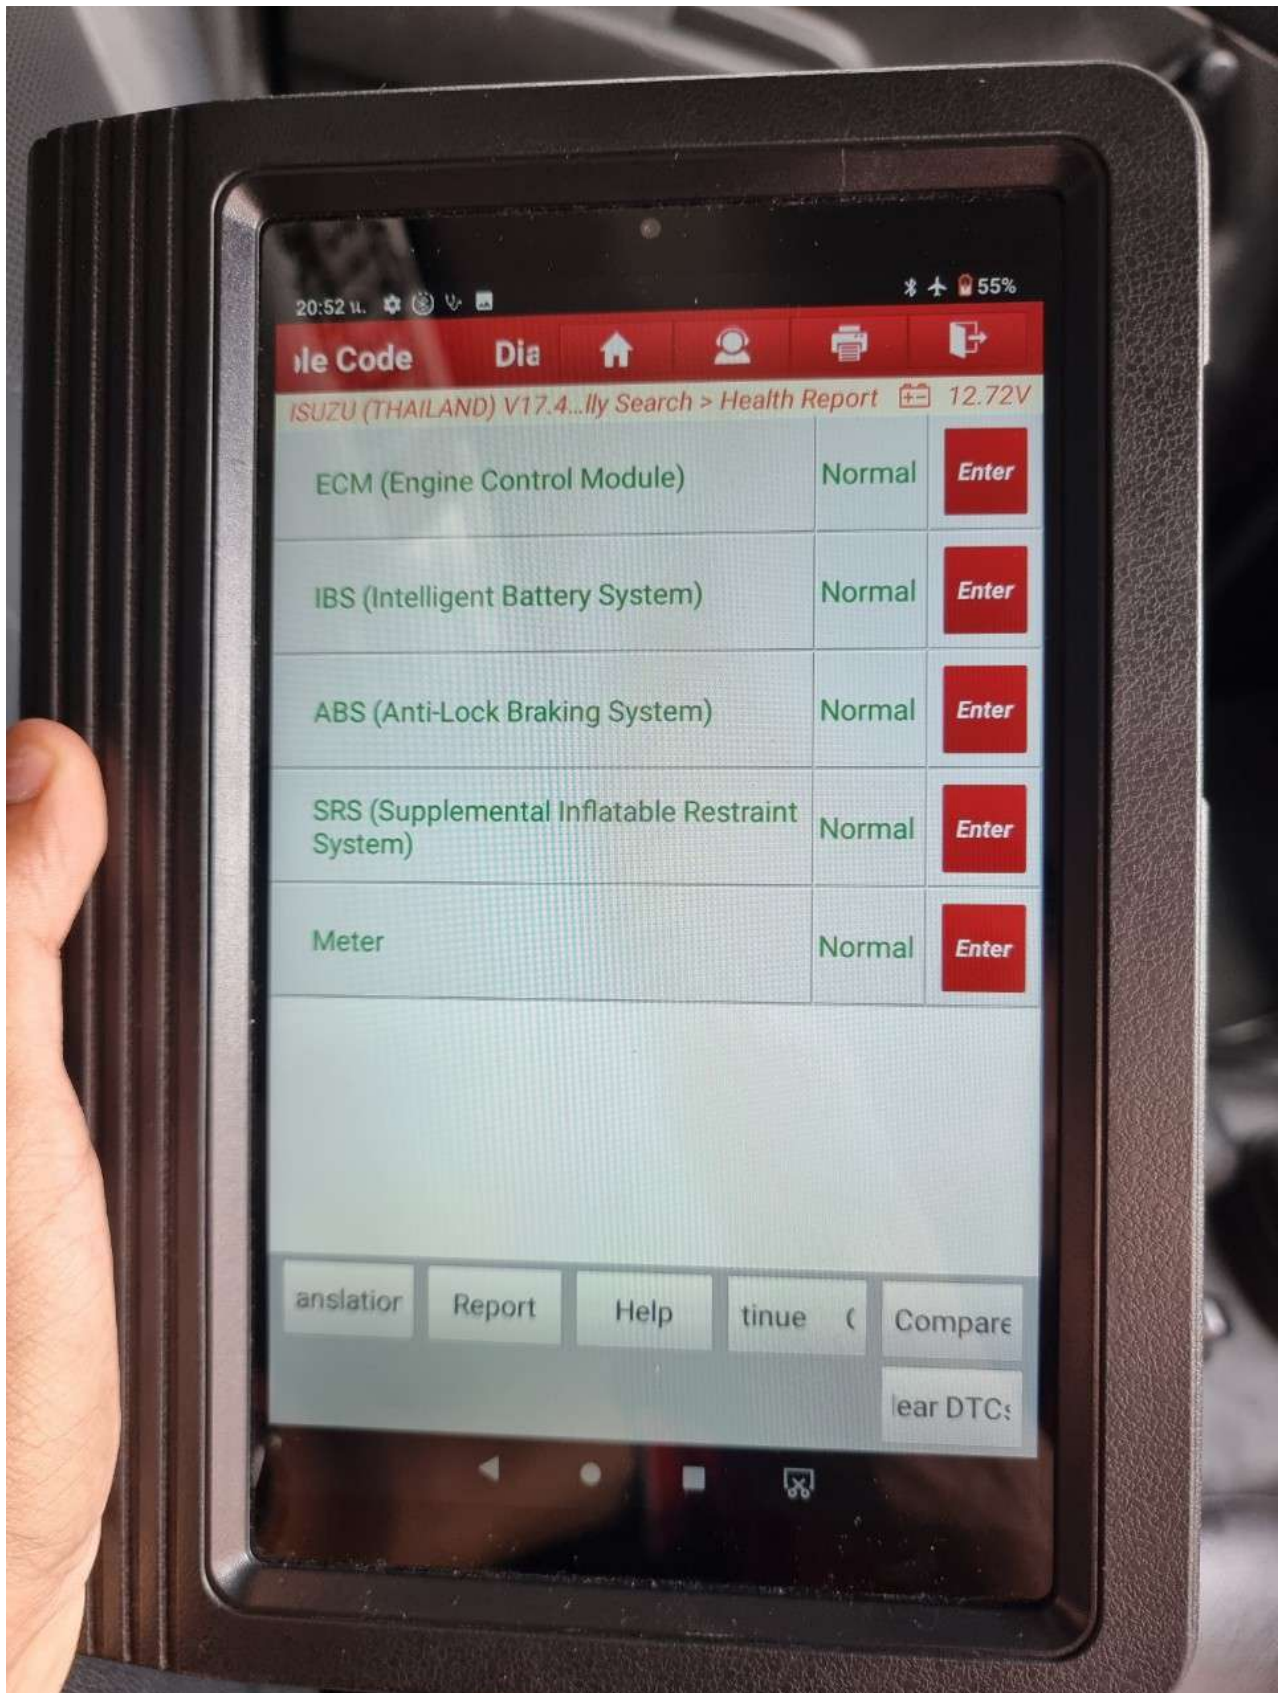 20:52 น.
55%
ole Code Dia
ISUZU (THAILAND) V17.4...lly Search > Health Report 12.72V
ECM (Engine Control Module) Normal Enter
IBS (Intelligent Battery System) Normal Enter
ABS (Anti-Lock Braking System) Normal Enter
SRS (Supplemental Inflatable Restraint
System) Normal Enter
Meter Normal Enter
anslation Report Help tinue C Compare
lear DTCs